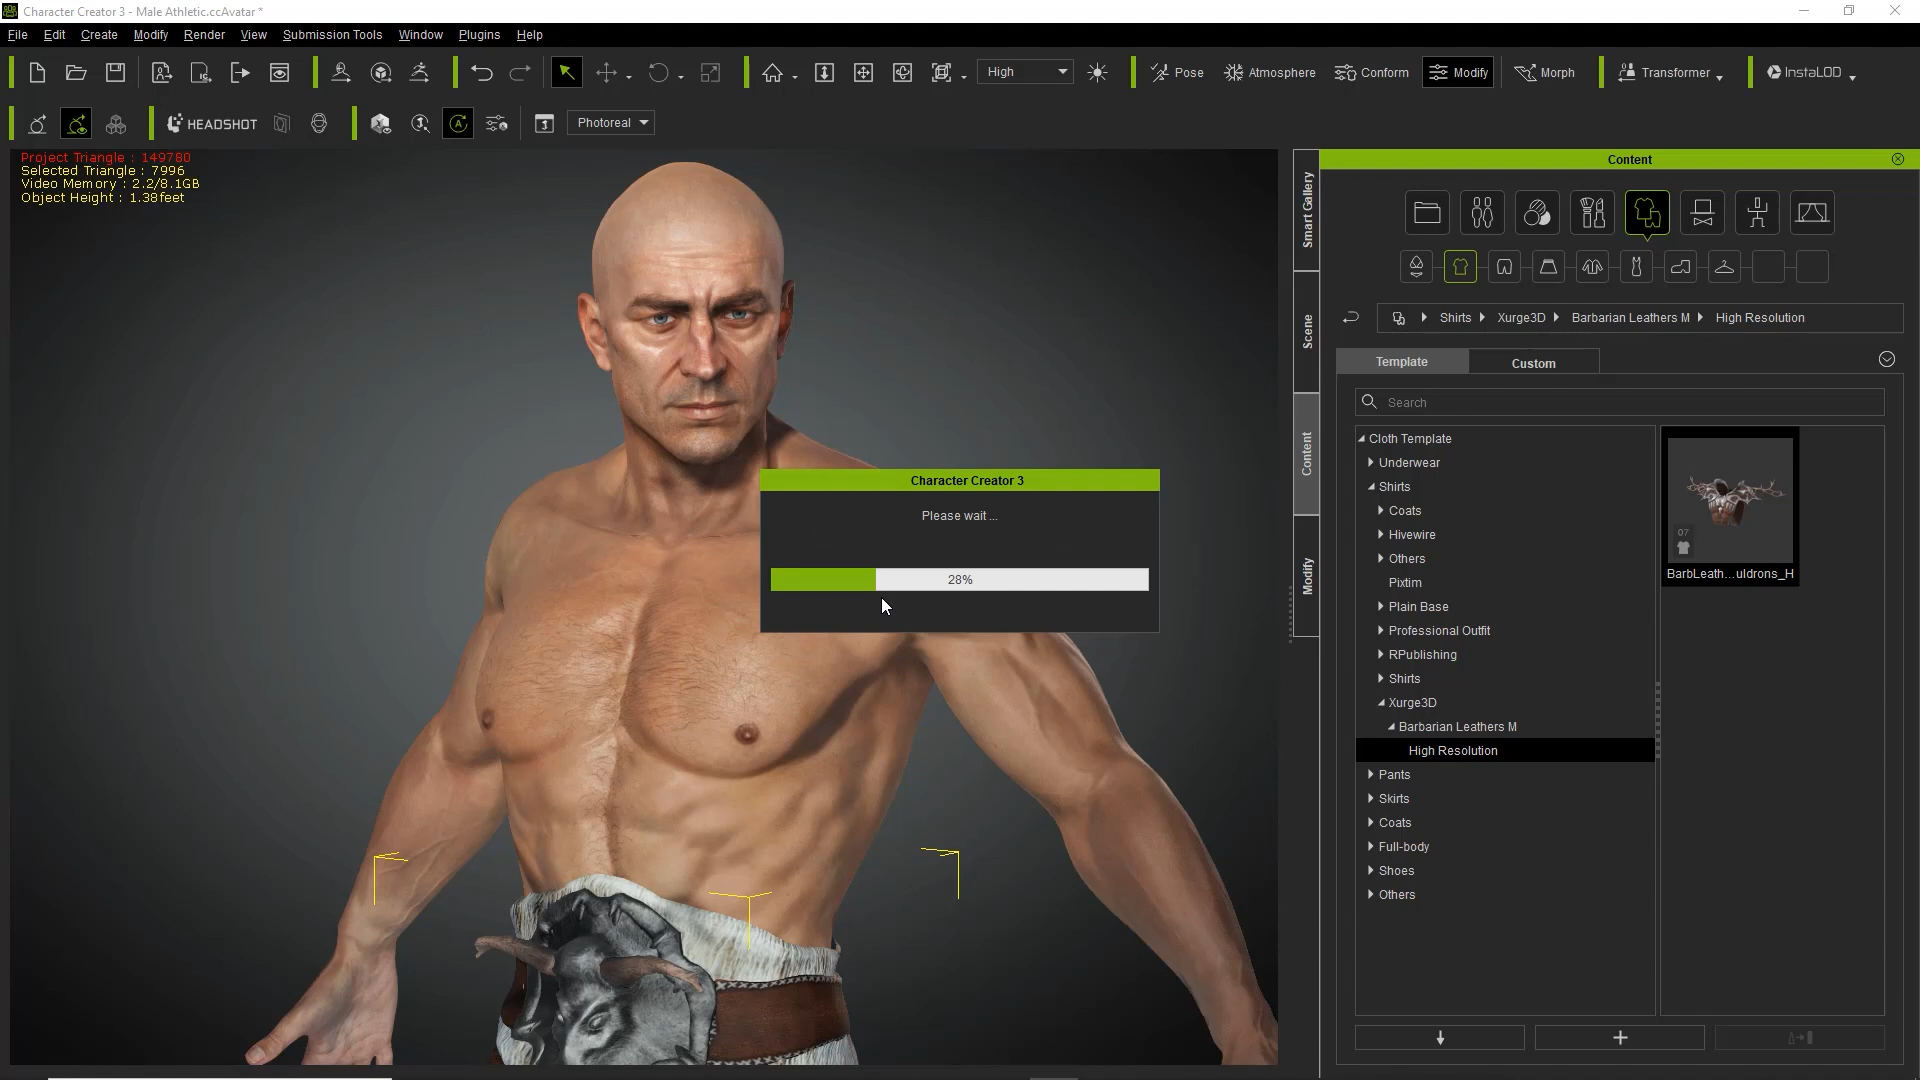 Character Creator 3 - Male Athletic.ccAvatar *
File Edit Create Modify Render View Submission Tools Window Plugins Help
High Pose Atmosphere Conform Modify Morph Transformer InstaLOD
HEADSHOT Photoreal
Project Triangle : 149780
Selected Triangle : 7996
Video Memory : 2.2/8.1GB
Object Height : 1.38feet
Character Creator 3
Please wait ...
28%
Smart Gallery
Scene
Content
Modify
Content
Shirts Xurge3D Barbarian Leathers M High Resolution
Template Custom
Search
Cloth Template
Underwear
Shirts
Coats
Hivewire
Others
Pixtim
Plain Base
Professional Outfit
RPublishing
Shirts
Xurge3D
Barbarian Leathers M
High Resolution
Pants
Skirts
Coats
Full-body
Shoes
Others
07
BarbLeath...uldrons_H